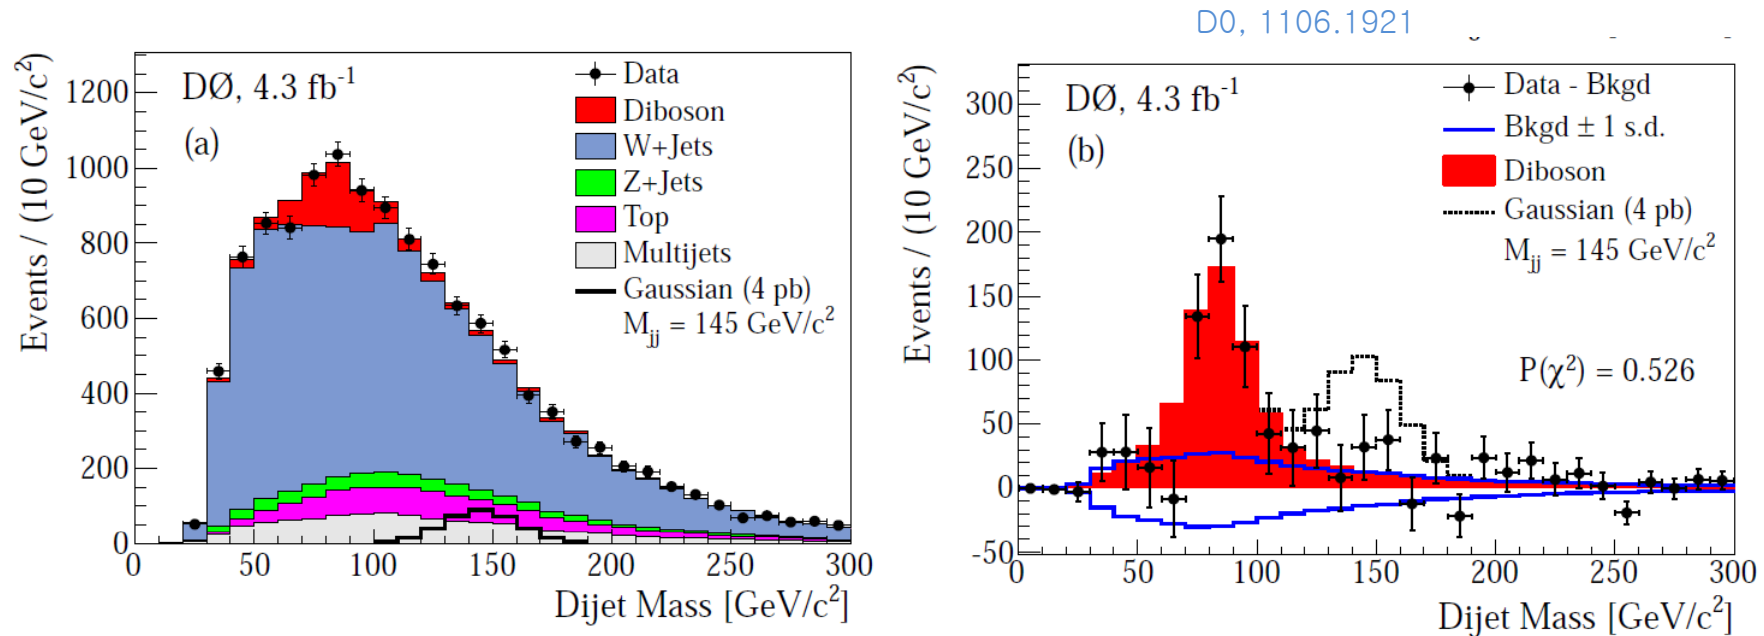 D0, 1106.1921
Events / (10 GeV/c²)
1200
1000
800
600
400
200
0
DØ, 4.3 fb⁻¹
(a)
Data
Diboson
W+Jets
Z+Jets
Top
Multijets
Gaussian (4 pb)
M_jj = 145 GeV/c²
0 50 100 150 200 250 300
Dijet Mass [GeV/c²]
Events / (10 GeV/c²)
300
250
200
150
100
50
0
-50
DØ, 4.3 fb⁻¹
(b)
Data - Bkgd
Bkgd ± 1 s.d.
Diboson
Gaussian (4 pb)
M_jj = 145 GeV/c²
P(χ²) = 0.526
0 50 100 150 200 250 300
Dijet Mass [GeV/c²]